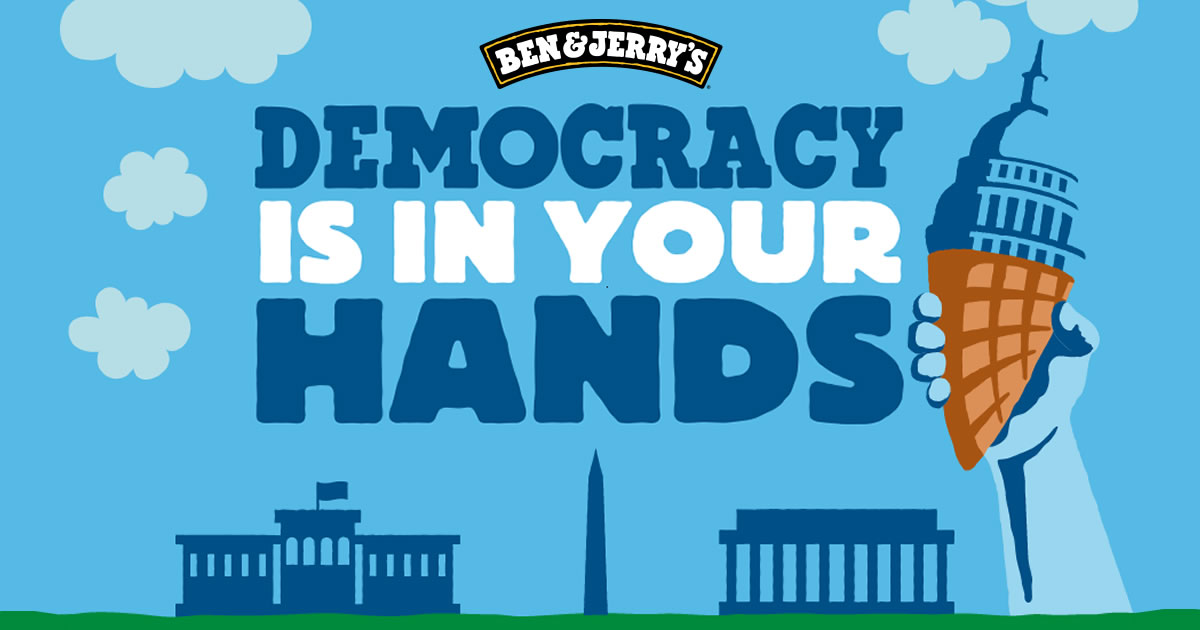 BEN & JERRY'S
DEMOCRACY
IS IN YOUR
HANDS